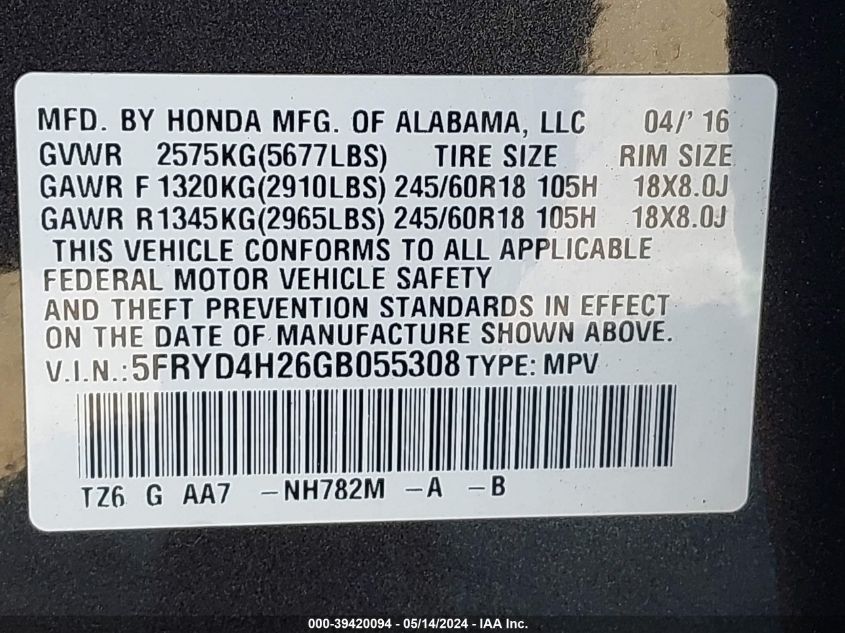 MFD. BY HONDA MFG. OF ALABAMA, LLC 04/' 16
GVWR 2575KG(5677LBS) TIRE SIZE RIM SIZE
GAWR F 1320KG(2910LBS) 245/60R18 105H 18X8.0J
GAWR R1345KG(2965LBS) 245/60R18 105H 18X8.0J
THIS VEHICLE CONFORMS TO ALL APPLICABLE
FEDERAL MOTOR VEHICLE SAFETY
AND THEFT PREVENTION STANDARDS IN EFFECT
ON THE DATE OF MANUFACTURE SHOWN ABOVE.
V.I.N.:5FRYD4H26GB055308 TYPE: MPV
TZ6 G AA7 -NH782M -A -B
000-39420094 - 05/14/2024 - IAA Inc.